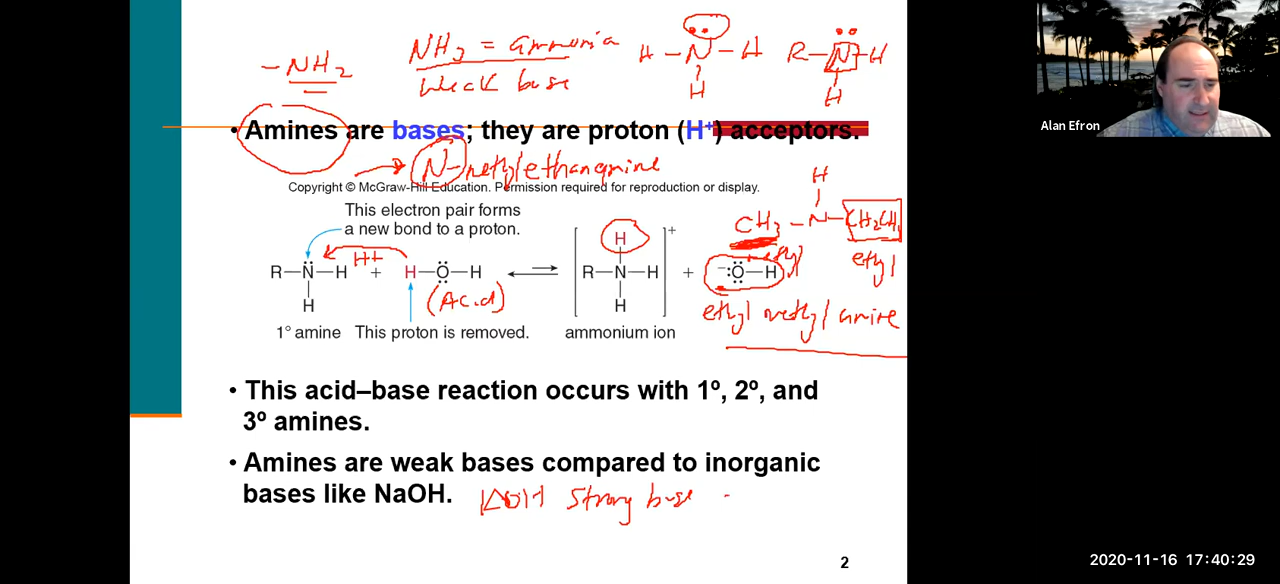 NH3 = ammonia
weak base
-NH2
H - N - H
H
R - N - H
H
• Amines are bases; they are proton (H+) acceptors.
N-methylethanamine
Copyright © McGraw-Hill Education. Permission required for reproduction or display.
This electron pair forms
a new bond to a proton.
H
CH3 - N - CH2CH3
methyl
ethyl
H+
R—N̈—H + H—Ö—H
H
(Acid)
H +
R—N—H + −:Ö—H
H
ethyl methyl amine
1° amine This proton is removed. ammonium ion
• This acid–base reaction occurs with 1º, 2º, and
3º amines.
• Amines are weak bases compared to inorganic
bases like NaOH. KOH Strong base -
2
Alan Efron
2020-11-16 17:40:29